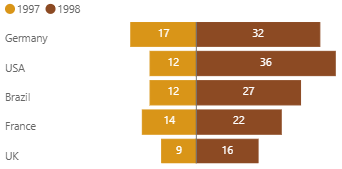 1997 1998
Germany 17 32
USA 12 36
Brazil 12 27
France 14 22
UK 9 16